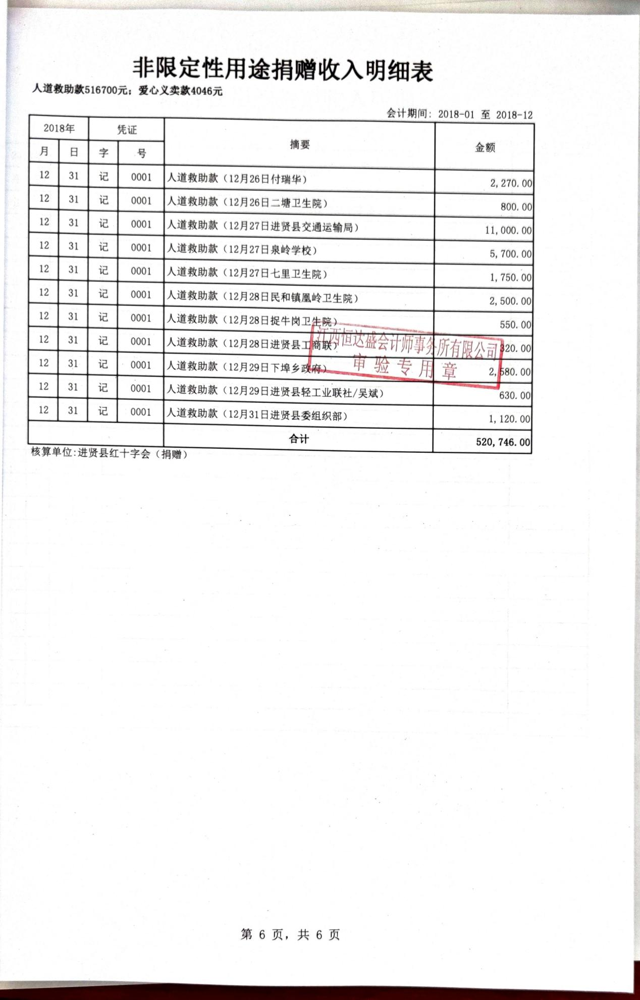 非限定性用途捐赠收入明细表
人道救助款516700元；爱心义卖款4046元
会计期间: 2018-01 至 2018-12
2018年 凭证 摘要 金额
月 日 字 号
12 31 记 0001 人道救助款（12月26日付瑞华） 2,270.00
12 31 记 0001 人道救助款（12月26日二塘卫生院） 800.00
12 31 记 0001 人道救助款（12月27日进贤县交通运输局） 11,000.00
12 31 记 0001 人道救助款（12月27日泉岭学校） 5,700.00
12 31 记 0001 人道救助款（12月27日七里卫生院） 1,750.00
12 31 记 0001 人道救助款（12月28日民和镇凰岭卫生院） 2,500.00
12 31 记 0001 人道救助款（12月28日捉牛岗卫生院） 550.00
12 31 记 0001 人道救助款（12月28日进贤县工商联） 320.00
12 31 记 0001 人道救助款（12月29日下埠乡政府） 2,580.00
12 31 记 0001 人道救助款（12月29日进贤县轻工业联社/吴斌） 630.00
12 31 记 0001 人道救助款（12月31日进贤县委组织部） 1,120.00
合计 520,746.00
江西恒达盛会计师事务所有限公司
审验专用章
核算单位:进贤县红十字会（捐赠）
第 6 页，共 6 页